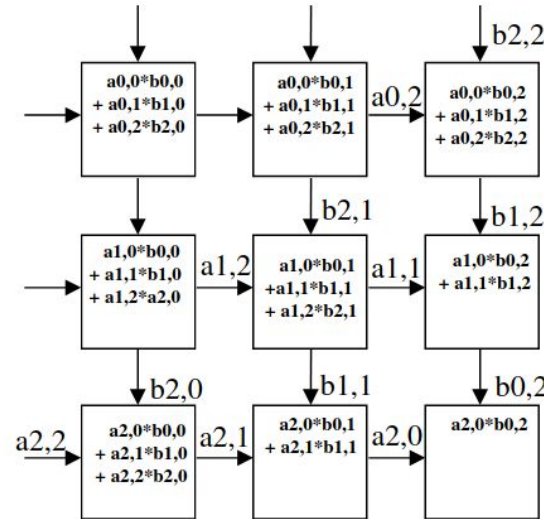 b2,2
a0,0*b0,0
+ a0,1*b1,0
+ a0,2*b2,0
a0,0*b0,1
+ a0,1*b1,1
+ a0,2*b2,1
a0,2
a0,0*b0,2
+ a0,1*b1,2
+ a0,2*b2,2
b2,1
b1,2
a1,0*b0,0
+ a1,1*b1,0
+ a1,2*a2,0
a1,2
a1,0*b0,1
+a1,1*b1,1
+ a1,2*b2,1
a1,1
a1,0*b0,2
+ a1,1*b1,2
b2,0
b1,1
b0,2
a2,2
a2,0*b0,0
+ a2,1*b1,0
+ a2,2*b2,0
a2,1
a2,0*b0,1
+ a2,1*b1,1
a2,0
a2,0*b0,2